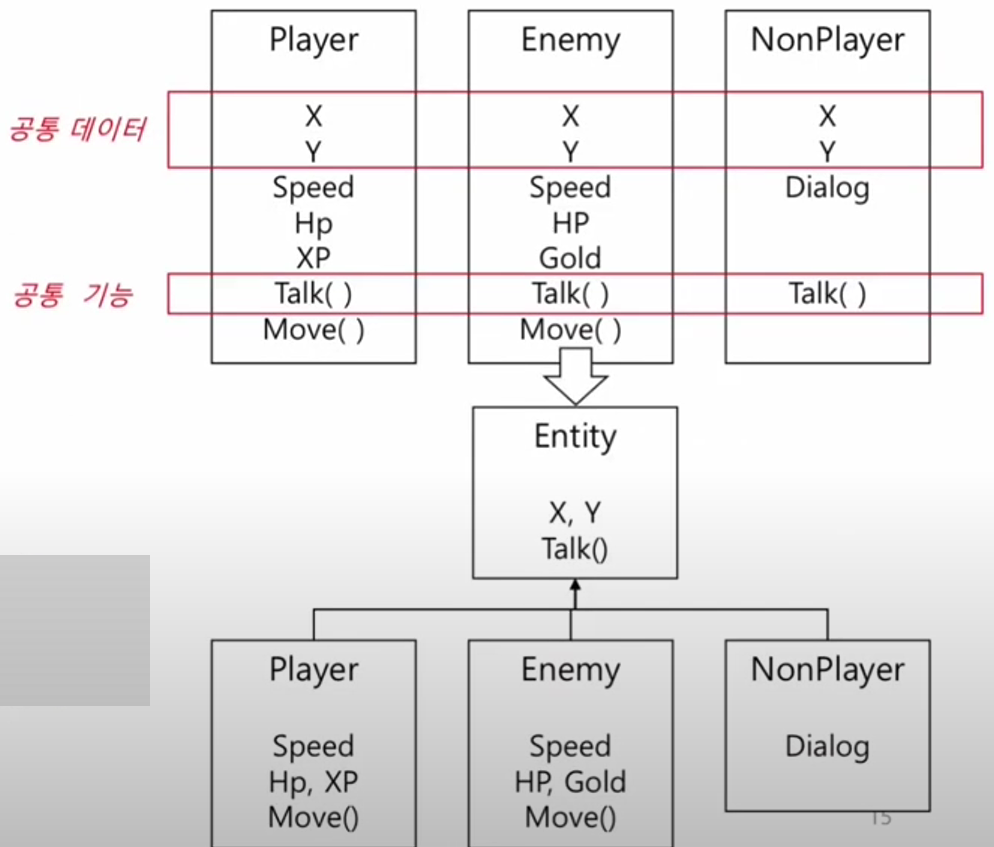 Player
Enemy
NonPlayer
공통 데이터
X
X
X
Y
Y
Y
Speed
Speed
Dialog
Hp
HP
XP
Gold
공통 기능
Talk( )
Talk( )
Talk( )
Move( )
Move( )
Entity
X, Y
Talk()
Player
Enemy
NonPlayer
Speed
Speed
Dialog
Hp, XP
HP, Gold
Move()
Move()
15